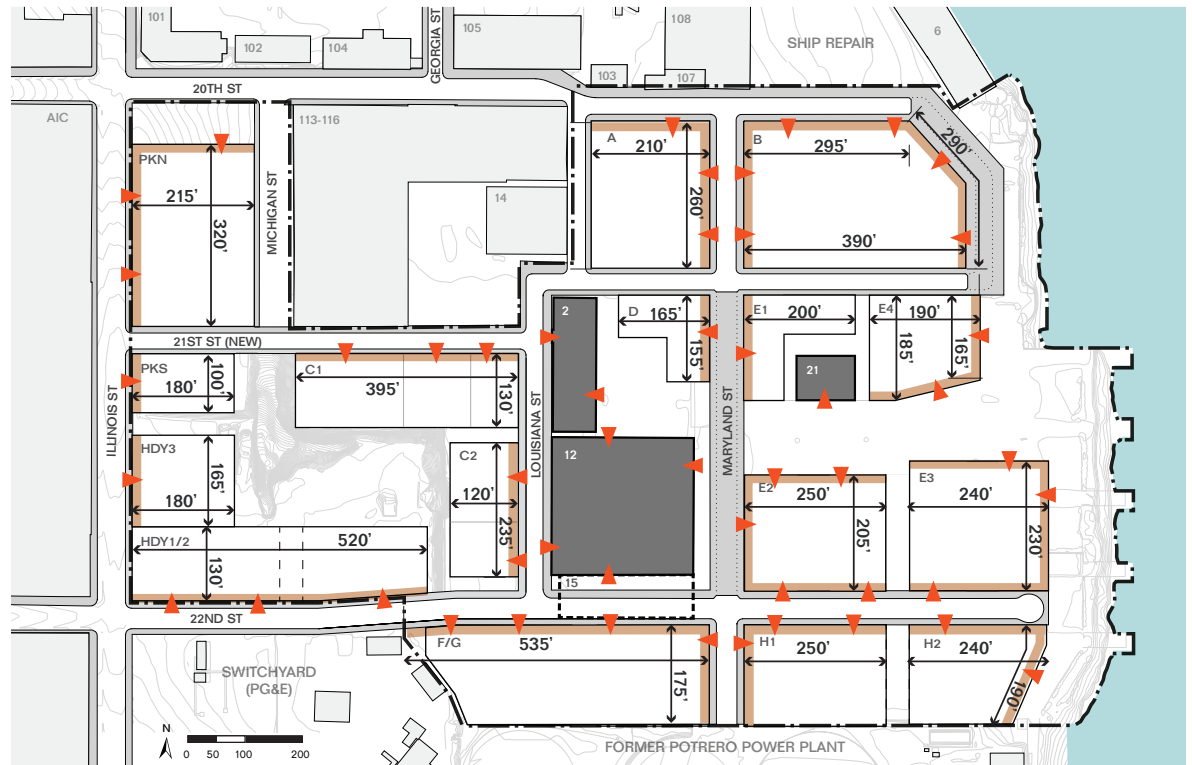 101
102
104
GEORGIA ST
105
108
103
107
SHIP REPAIR
6
20TH ST
AIC
113-116
14
PKN
215'
320'
MICHIGAN ST
A
210'
260'
B
295'
290'
390'
21ST ST (NEW)
ILLINOIS ST
PKS
180'
100'
C1
395'
130'
LOUISIANA ST
2
D
165'
155'
MARYLAND ST
E1
200'
21
E4
190'
185'
165'
HDY3
180'
165'
C2
120'
235'
12
E2
250'
205'
E3
240'
230'
HDY1/2
520'
130'
15
22ND ST
F/G
535'
175'
H1
250'
H2
240'
190'
SWITCHYARD
(PG&E)
N
0 50 100 200
FORMER POTRERO POWER PLANT